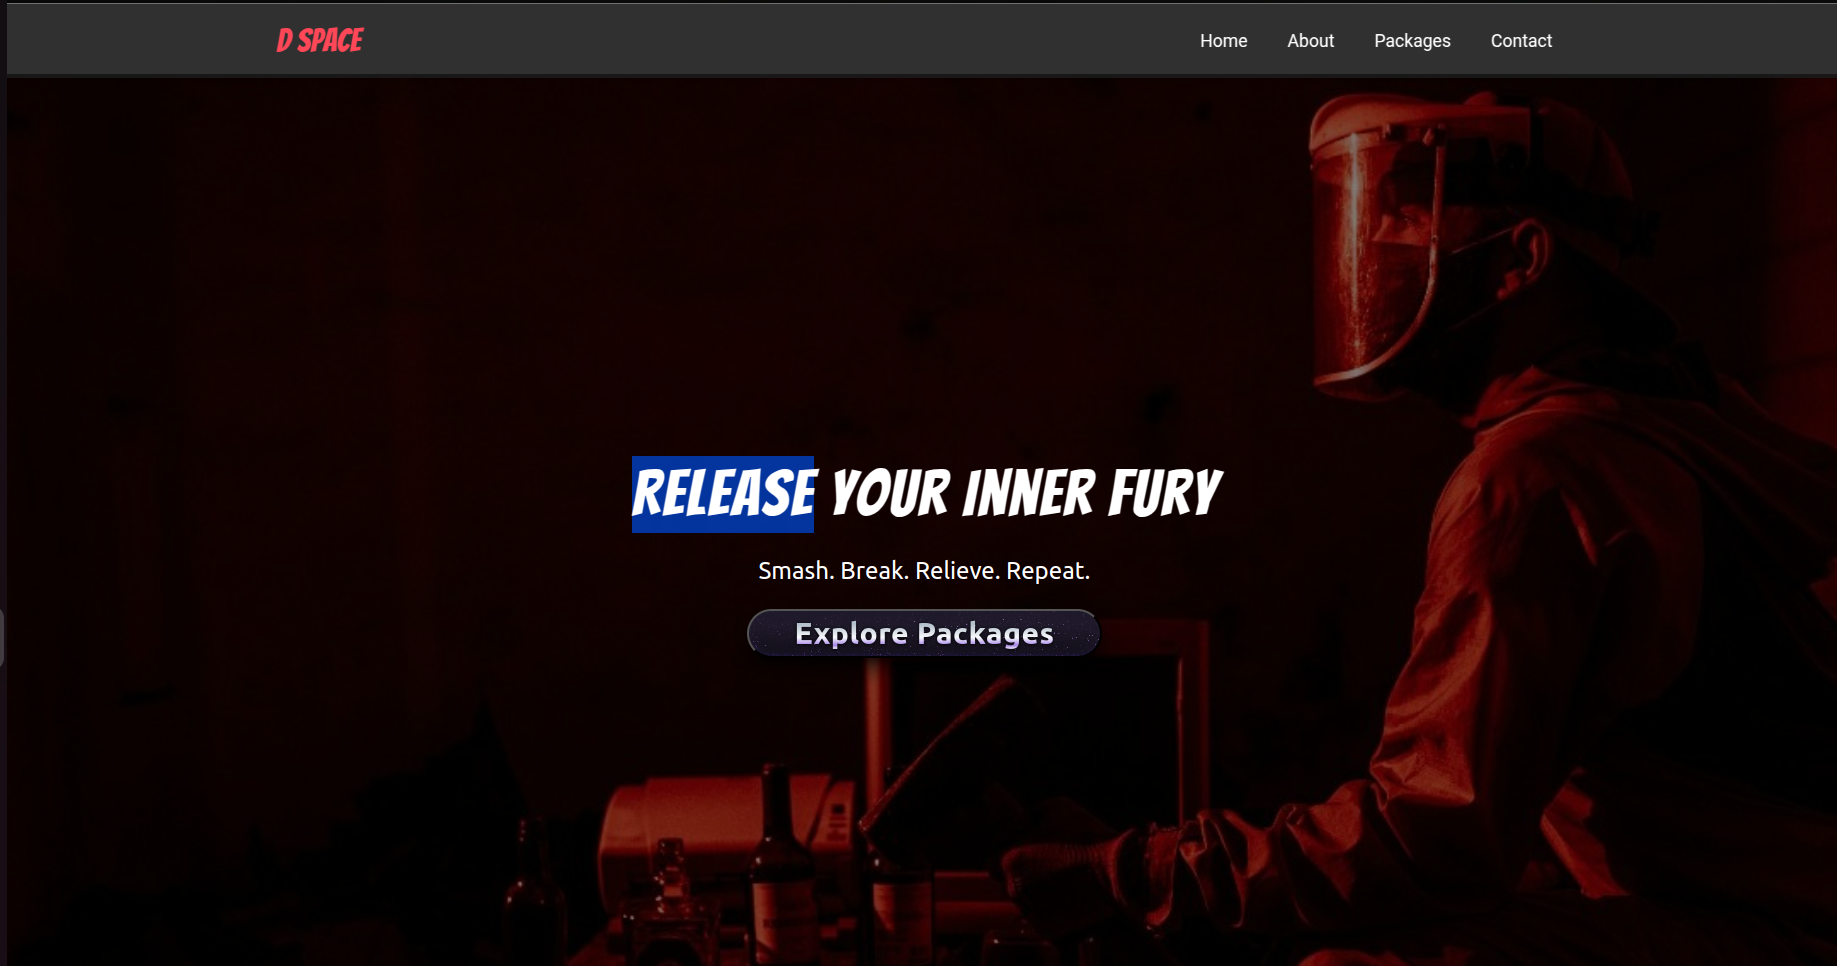 D SPACE
Home About Packages Contact
RELEASE YOUR INNER FURY
Smash. Break. Relieve. Repeat.
Explore Packages